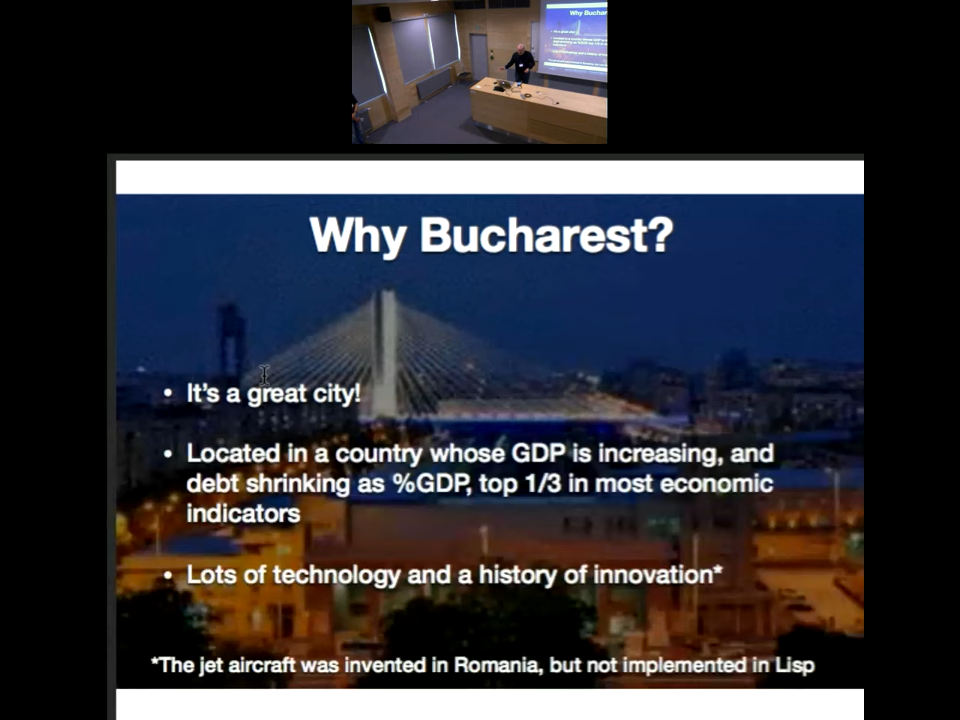 Why Bucharest?
• It's a great city!
• Located in a country whose GDP is increasing, and
debt shrinking as %GDP, top 1/3 in most economic
indicators
• Lots of technology and a history of innovation*
*The jet aircraft was invented in Romania, but not implemented in Lisp